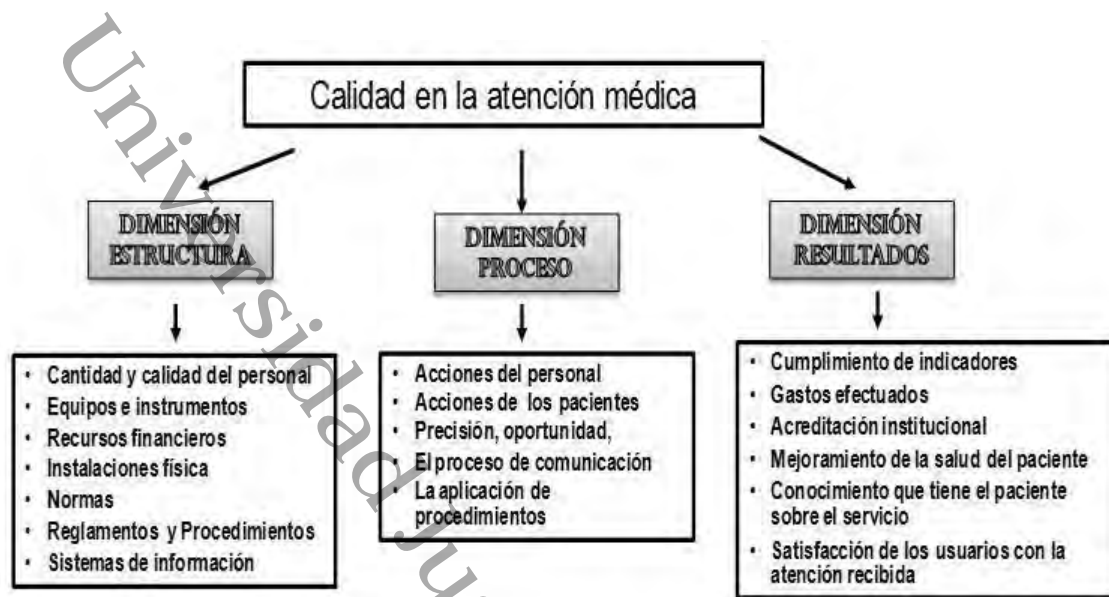 Calidad en la atención médica
DIMENSIÓN
ESTRUCTURA
• Cantidad y calidad del personal
• Equipos e instrumentos
• Recursos financieros
• Instalaciones física
• Normas
• Reglamentos y Procedimientos
• Sistemas de información
DIMENSIÓN
PROCESO
• Acciones del personal
• Acciones de los pacientes
• Precisión, oportunidad,
• El proceso de comunicación
• La aplicación de
procedimientos
DIMENSIÓN
RESULTADOS
• Cumplimiento de indicadores
• Gastos efectuados
• Acreditación institucional
• Mejoramiento de la salud del paciente
• Conocimiento que tiene el paciente
sobre el servicio
• Satisfacción de los usuarios con la
atención recibida
Universidad Ju